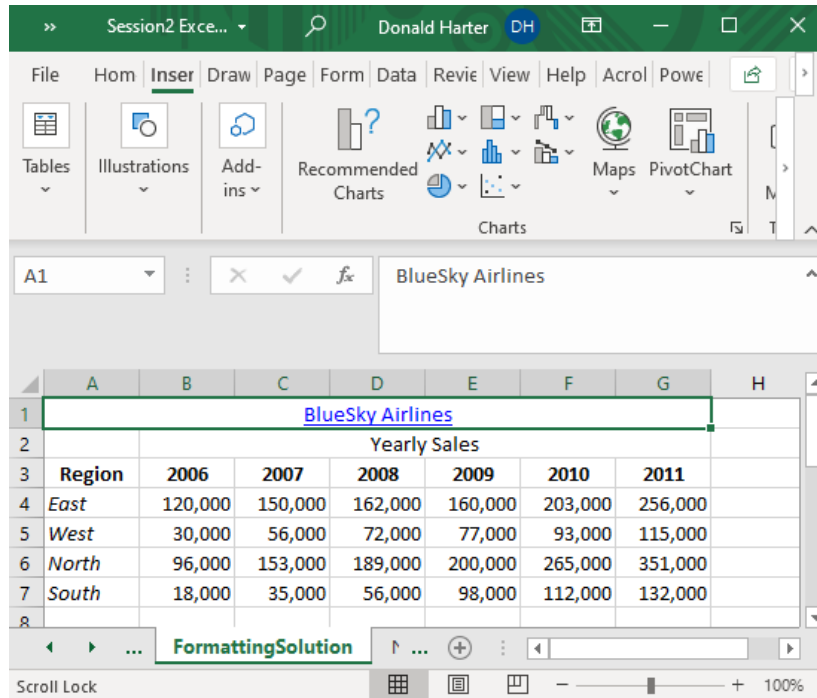 » Session2 Exce... Donald Harter DH
File Hom Inser Draw Page Form Data Revie View Help Acrol Powe
Tables Illustrations Add-ins Recommended Charts Maps PivotChart
Charts
A1 fx BlueSky Airlines
A B C D E F G H
1 BlueSky Airlines
2 Yearly Sales
3 Region 2006 2007 2008 2009 2010 2011
4 East 120,000 150,000 162,000 160,000 203,000 256,000
5 West 30,000 56,000 72,000 77,000 93,000 115,000
6 North 96,000 153,000 189,000 200,000 265,000 351,000
7 South 18,000 35,000 56,000 98,000 112,000 132,000
8
... FormattingSolution ...
Scroll Lock 100%